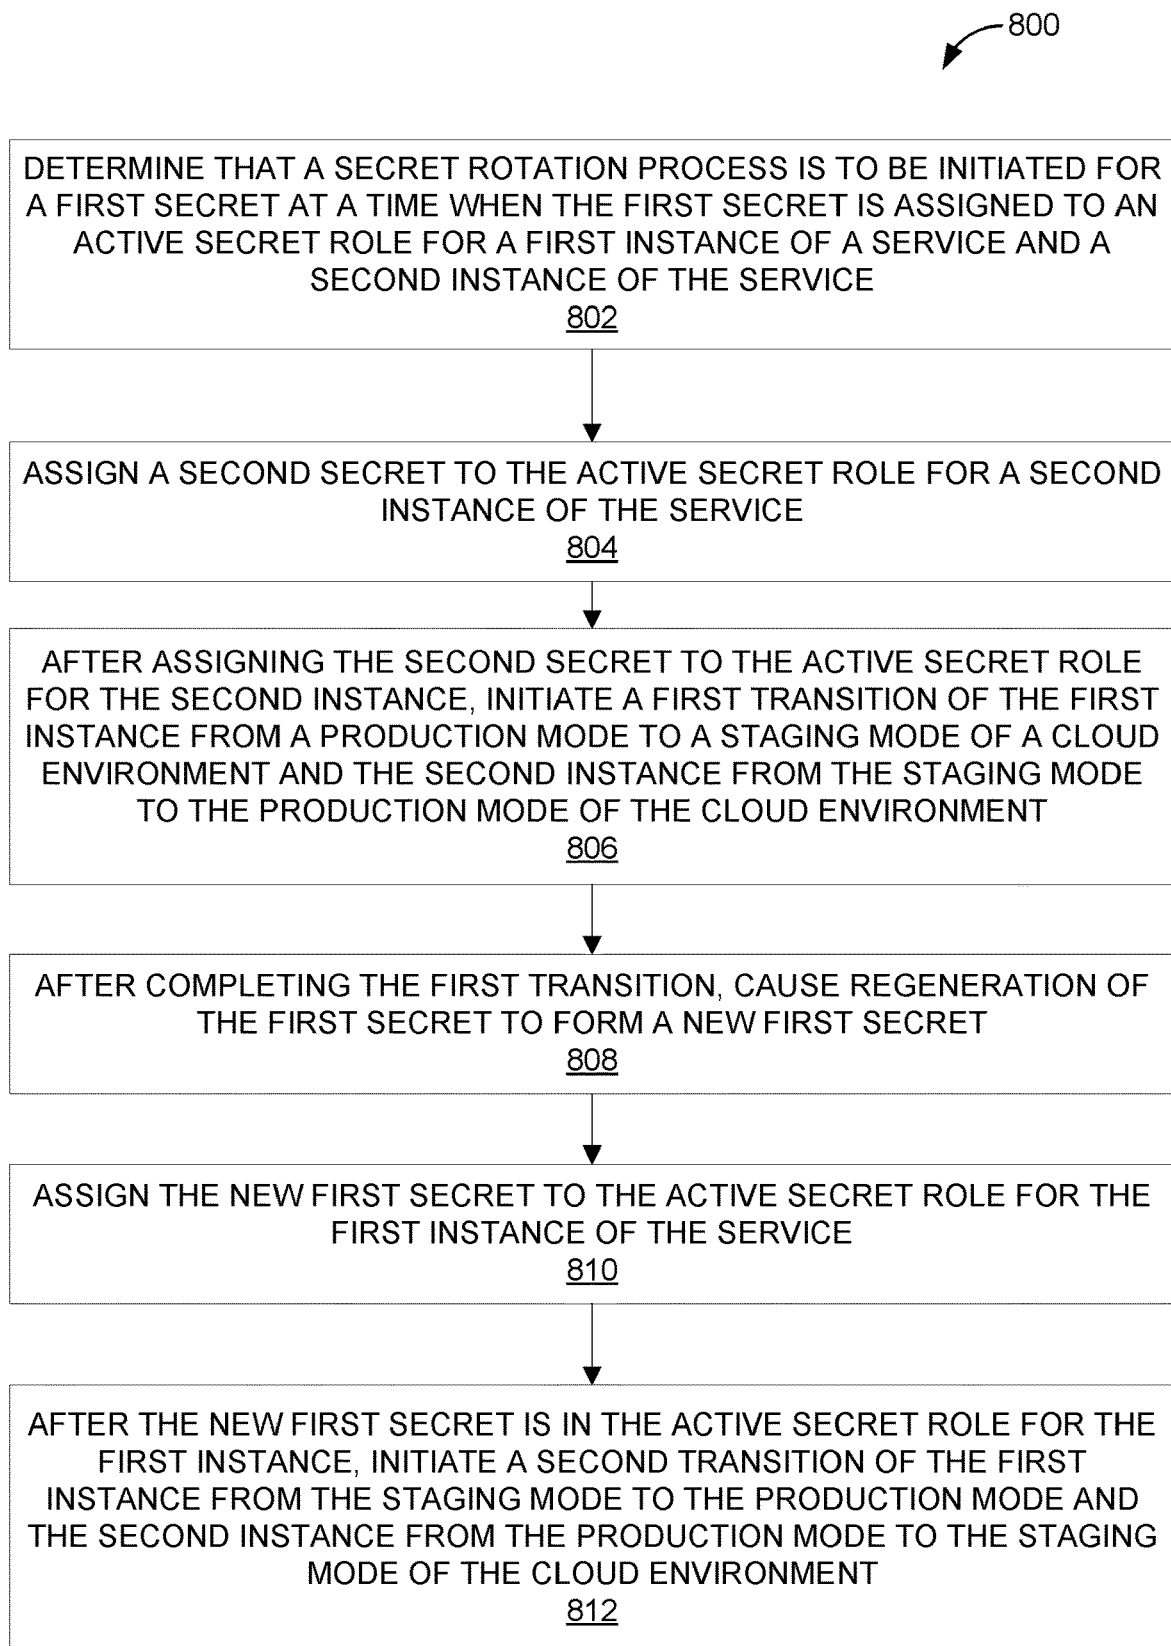 800
DETERMINE THAT A SECRET ROTATION PROCESS IS TO BE INITIATED FOR
A FIRST SECRET AT A TIME WHEN THE FIRST SECRET IS ASSIGNED TO AN
ACTIVE SECRET ROLE FOR A FIRST INSTANCE OF A SERVICE AND A
SECOND INSTANCE OF THE SERVICE
802
ASSIGN A SECOND SECRET TO THE ACTIVE SECRET ROLE FOR A SECOND
INSTANCE OF THE SERVICE
804
AFTER ASSIGNING THE SECOND SECRET TO THE ACTIVE SECRET ROLE
FOR THE SECOND INSTANCE, INITIATE A FIRST TRANSITION OF THE FIRST
INSTANCE FROM A PRODUCTION MODE TO A STAGING MODE OF A CLOUD
ENVIRONMENT AND THE SECOND INSTANCE FROM THE STAGING MODE
TO THE PRODUCTION MODE OF THE CLOUD ENVIRONMENT
806
AFTER COMPLETING THE FIRST TRANSITION, CAUSE REGENERATION OF
THE FIRST SECRET TO FORM A NEW FIRST SECRET
808
ASSIGN THE NEW FIRST SECRET TO THE ACTIVE SECRET ROLE FOR THE
FIRST INSTANCE OF THE SERVICE
810
AFTER THE NEW FIRST SECRET IS IN THE ACTIVE SECRET ROLE FOR THE
FIRST INSTANCE, INITIATE A SECOND TRANSITION OF THE FIRST
INSTANCE FROM THE STAGING MODE TO THE PRODUCTION MODE AND
THE SECOND INSTANCE FROM THE PRODUCTION MODE TO THE STAGING
MODE OF THE CLOUD ENVIRONMENT
812